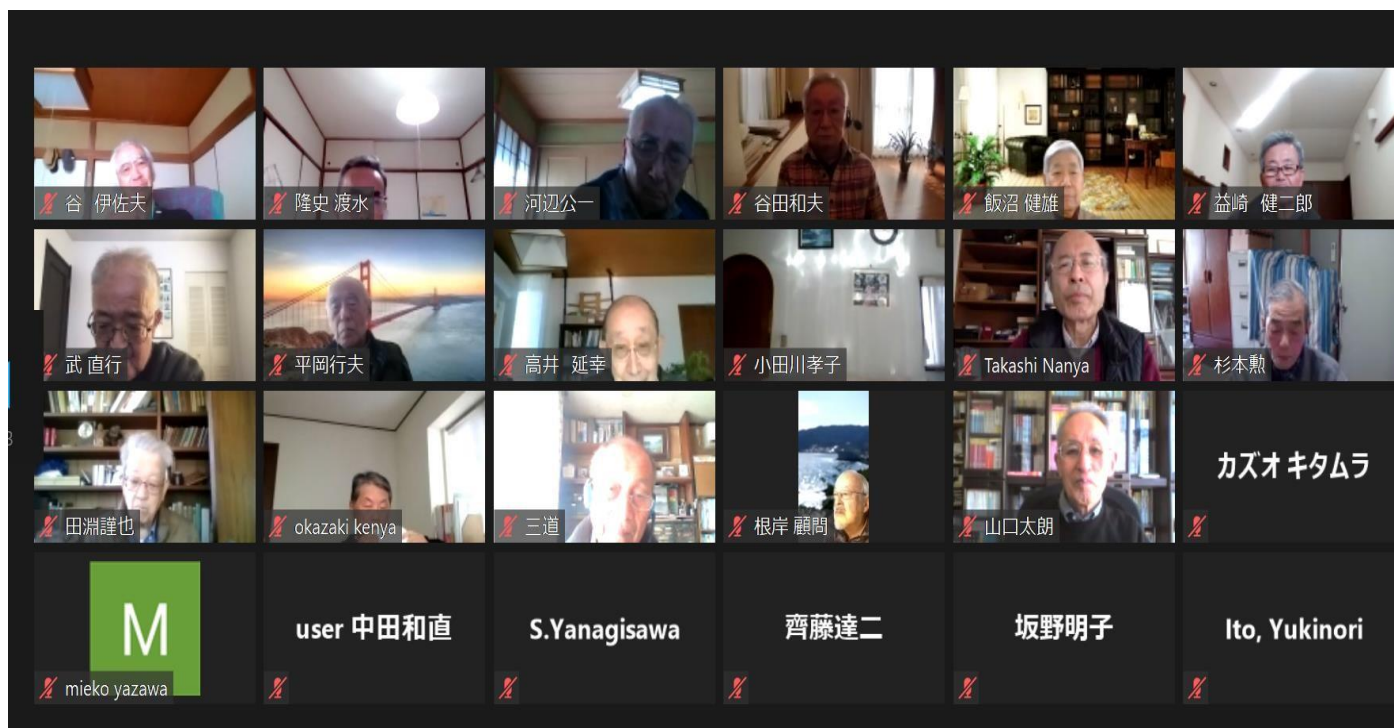 谷 伊佐夫
隆史 渡水
河辺公一
谷田和夫
飯沼 健雄
益崎 健二郎
武 直行
平岡行夫
高井 延幸
小田川孝子
Takashi Nanya
杉本勲
3
田淵謹也
okazaki kenya
三道
根岸 顧問
山口太朗
カズオ キタムラ
M
mieko yazawa
user 中田和直
S.Yanagisawa
齊藤達二
坂野明子
Ito, Yukinori